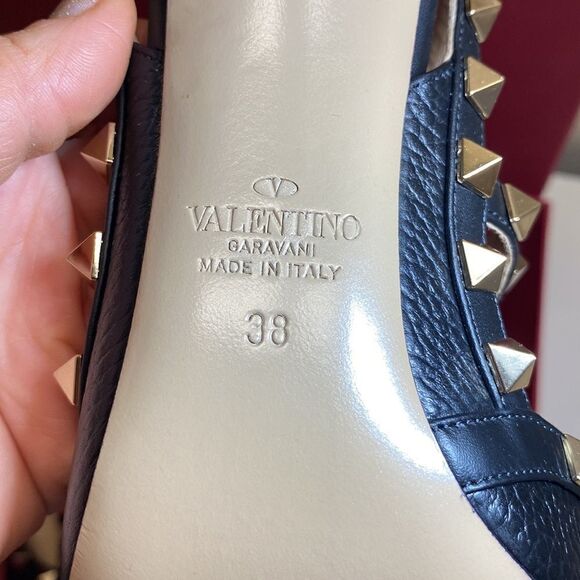 V
VALENTINO
GARAVANI
MADE IN ITALY
38